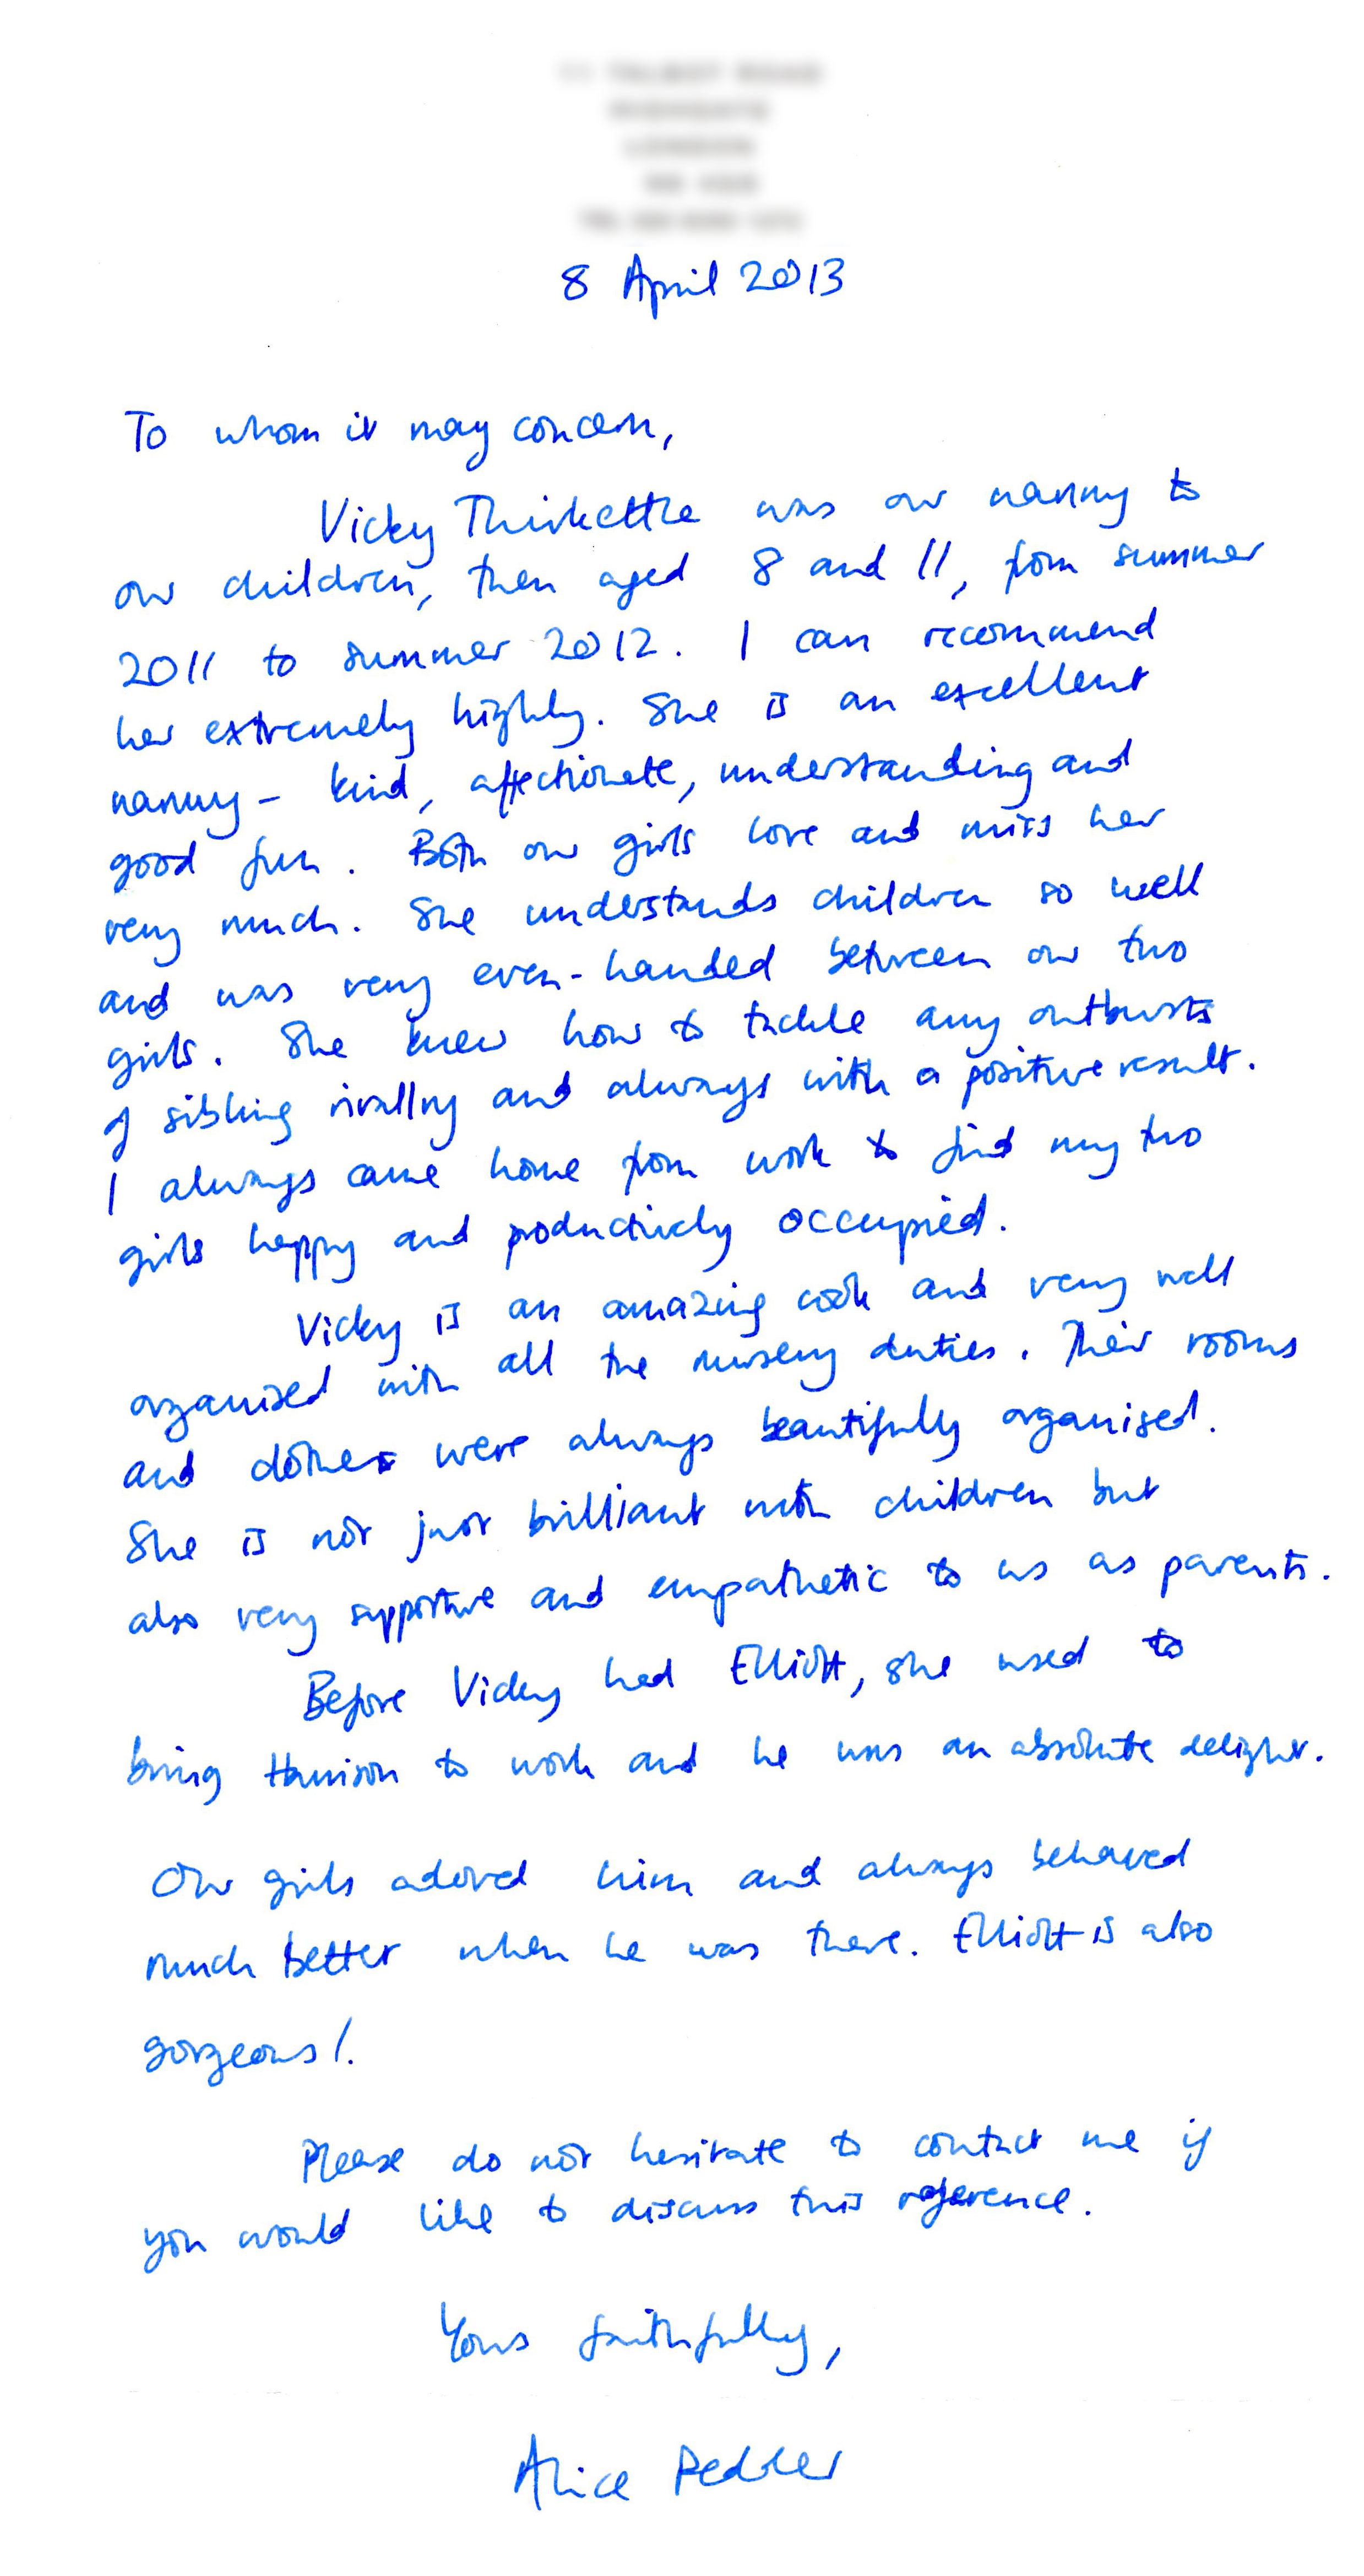 8 April 2013
To whom it may concern,
Vicky Thirkettle was our nanny to
our children, then aged 8 and 11, from summer
2011 to summer 2012. I can recommend
her extremely highly. She is an excellent
nanny – kind, affectionate, understanding and
good fun. Both our girls love and miss her
very much. She understands children so well
and was very even-handed between our two
girls. She knew how to tackle any outbursts
of sibling rivallry and always with a positive result.
I always came home from work to find my two
girls happy and productively occupied.
Vicky is an amazing cook and very well
organised with all the nursery duties. Their rooms
and clothes were always beautifully organised.
She is not just brilliant with children but
also very supportive and empathetic to us as parents.
Before Vicky had Elliott, she used to
bring Harrison to work and he was an absolute delight.
Our girls adored him and always behaved
much better when he was there. Elliott is also
gorgeous!.
Please do not hesitate to contact me if
you would like to discuss this reference.
Yours faithfully,
Alice Pedder